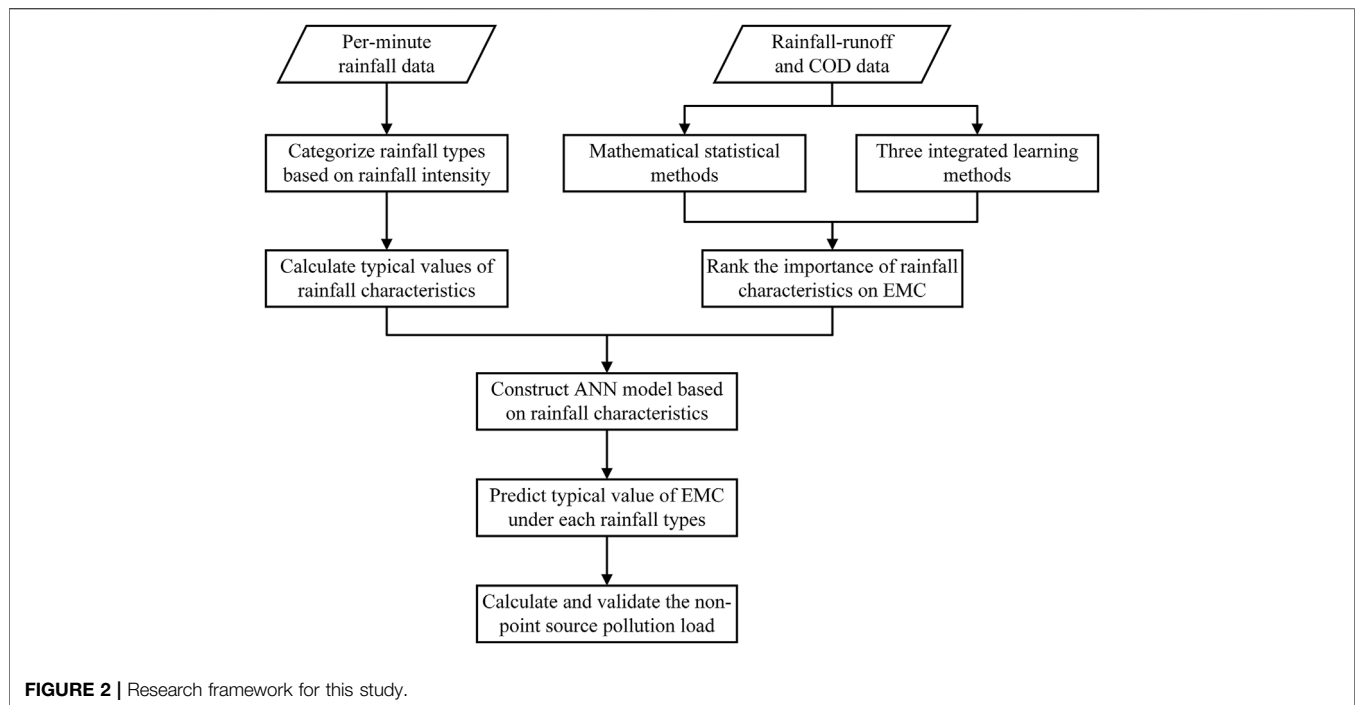 Per-minute
rainfall data
Rainfall-runoff
and COD data
Categorize rainfall types
based on rainfall intensity
Mathematical statistical
methods
Three integrated learning
methods
Calculate typical values of
rainfall characteristics
Rank the importance of rainfall
characteristics on EMC
Construct ANN model based
on rainfall characteristics
Predict typical value of EMC
under each rainfall types
Calculate and validate the non-
point source pollution load
FIGURE 2 | Research framework for this study.